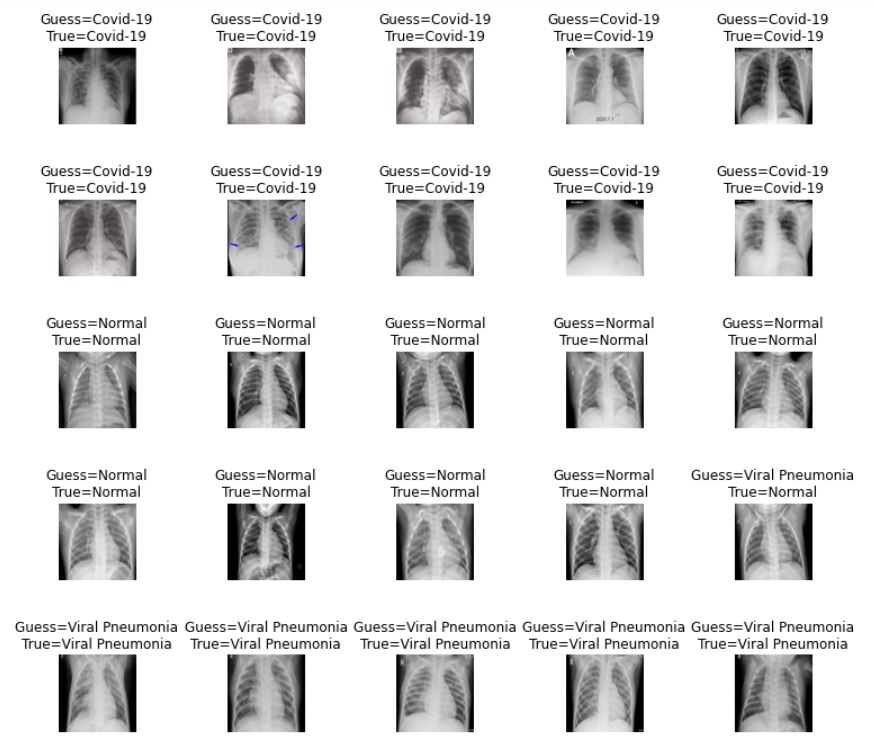 Guess=Covid-19 Guess=Covid-19 Guess=Covid-19 Guess=Covid-19 Guess=Covid-19
True=Covid-19 True=Covid-19 True=Covid-19 True=Covid-19 True=Covid-19
A
Guess=Covid-19 Guess=Covid-19 Guess=Covid-19 Guess=Covid-19 Guess=Covid-19
True=Covid-19 True=Covid-19 True=Covid-19 True=Covid-19 True=Covid-19
Guess=Normal Guess=Normal Guess=Normal Guess=Normal Guess=Normal
True=Normal True=Normal True=Normal True=Normal True=Normal
Guess=Normal Guess=Normal Guess=Normal Guess=Normal Guess=Viral Pneumonia
True=Normal True=Normal True=Normal True=Normal True=Normal
Guess=Viral Pneumonia Guess=Viral Pneumonia Guess=Viral Pneumonia Guess=Viral Pneumonia Guess=Viral Pneumonia
True=Viral Pneumonia True=Viral Pneumonia True=Viral Pneumonia True=Viral Pneumonia True=Viral Pneumonia
R